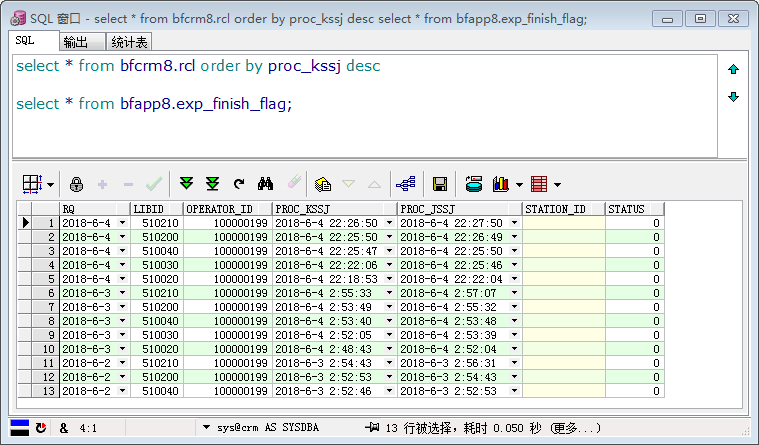 SQL 窗口 - select * from bfcrm8.rcl order by proc_kssj desc select * from bfapp8.exp_finish_flag;
SQL 输出 统计表
select * from bfcrm8.rcl order by proc_kssj desc
select * from bfapp8.exp_finish_flag;
RQ LIBID OPERATOR_ID PROC_KSSJ PROC_JSSJ STATION_ID STATUS
1 2018-6-4 510210 100000199 2018-6-4 22:26:50 2018-6-4 22:27:50 0
2 2018-6-4 510200 100000199 2018-6-4 22:25:50 2018-6-4 22:26:49 0
3 2018-6-4 510040 100000199 2018-6-4 22:25:47 2018-6-4 22:25:50 0
4 2018-6-4 510030 100000199 2018-6-4 22:22:06 2018-6-4 22:25:46 0
5 2018-6-4 510020 100000199 2018-6-4 22:18:53 2018-6-4 22:22:04 0
6 2018-6-3 510210 100000199 2018-6-4 2:55:33 2018-6-4 2:57:07 0
7 2018-6-3 510200 100000199 2018-6-4 2:53:49 2018-6-4 2:55:32 0
8 2018-6-3 510040 100000199 2018-6-4 2:53:40 2018-6-4 2:53:48 0
9 2018-6-3 510030 100000199 2018-6-4 2:52:05 2018-6-4 2:53:39 0
10 2018-6-3 510020 100000199 2018-6-4 2:48:43 2018-6-4 2:52:04 0
11 2018-6-2 510210 100000199 2018-6-3 2:54:43 2018-6-3 2:56:31 0
12 2018-6-2 510200 100000199 2018-6-3 2:52:53 2018-6-3 2:54:43 0
13 2018-6-2 510040 100000199 2018-6-3 2:52:46 2018-6-3 2:52:53 0
& 4:1 sys@crm AS SYSDBA 13 行被选择，耗时 0.050 秒 (更多...)